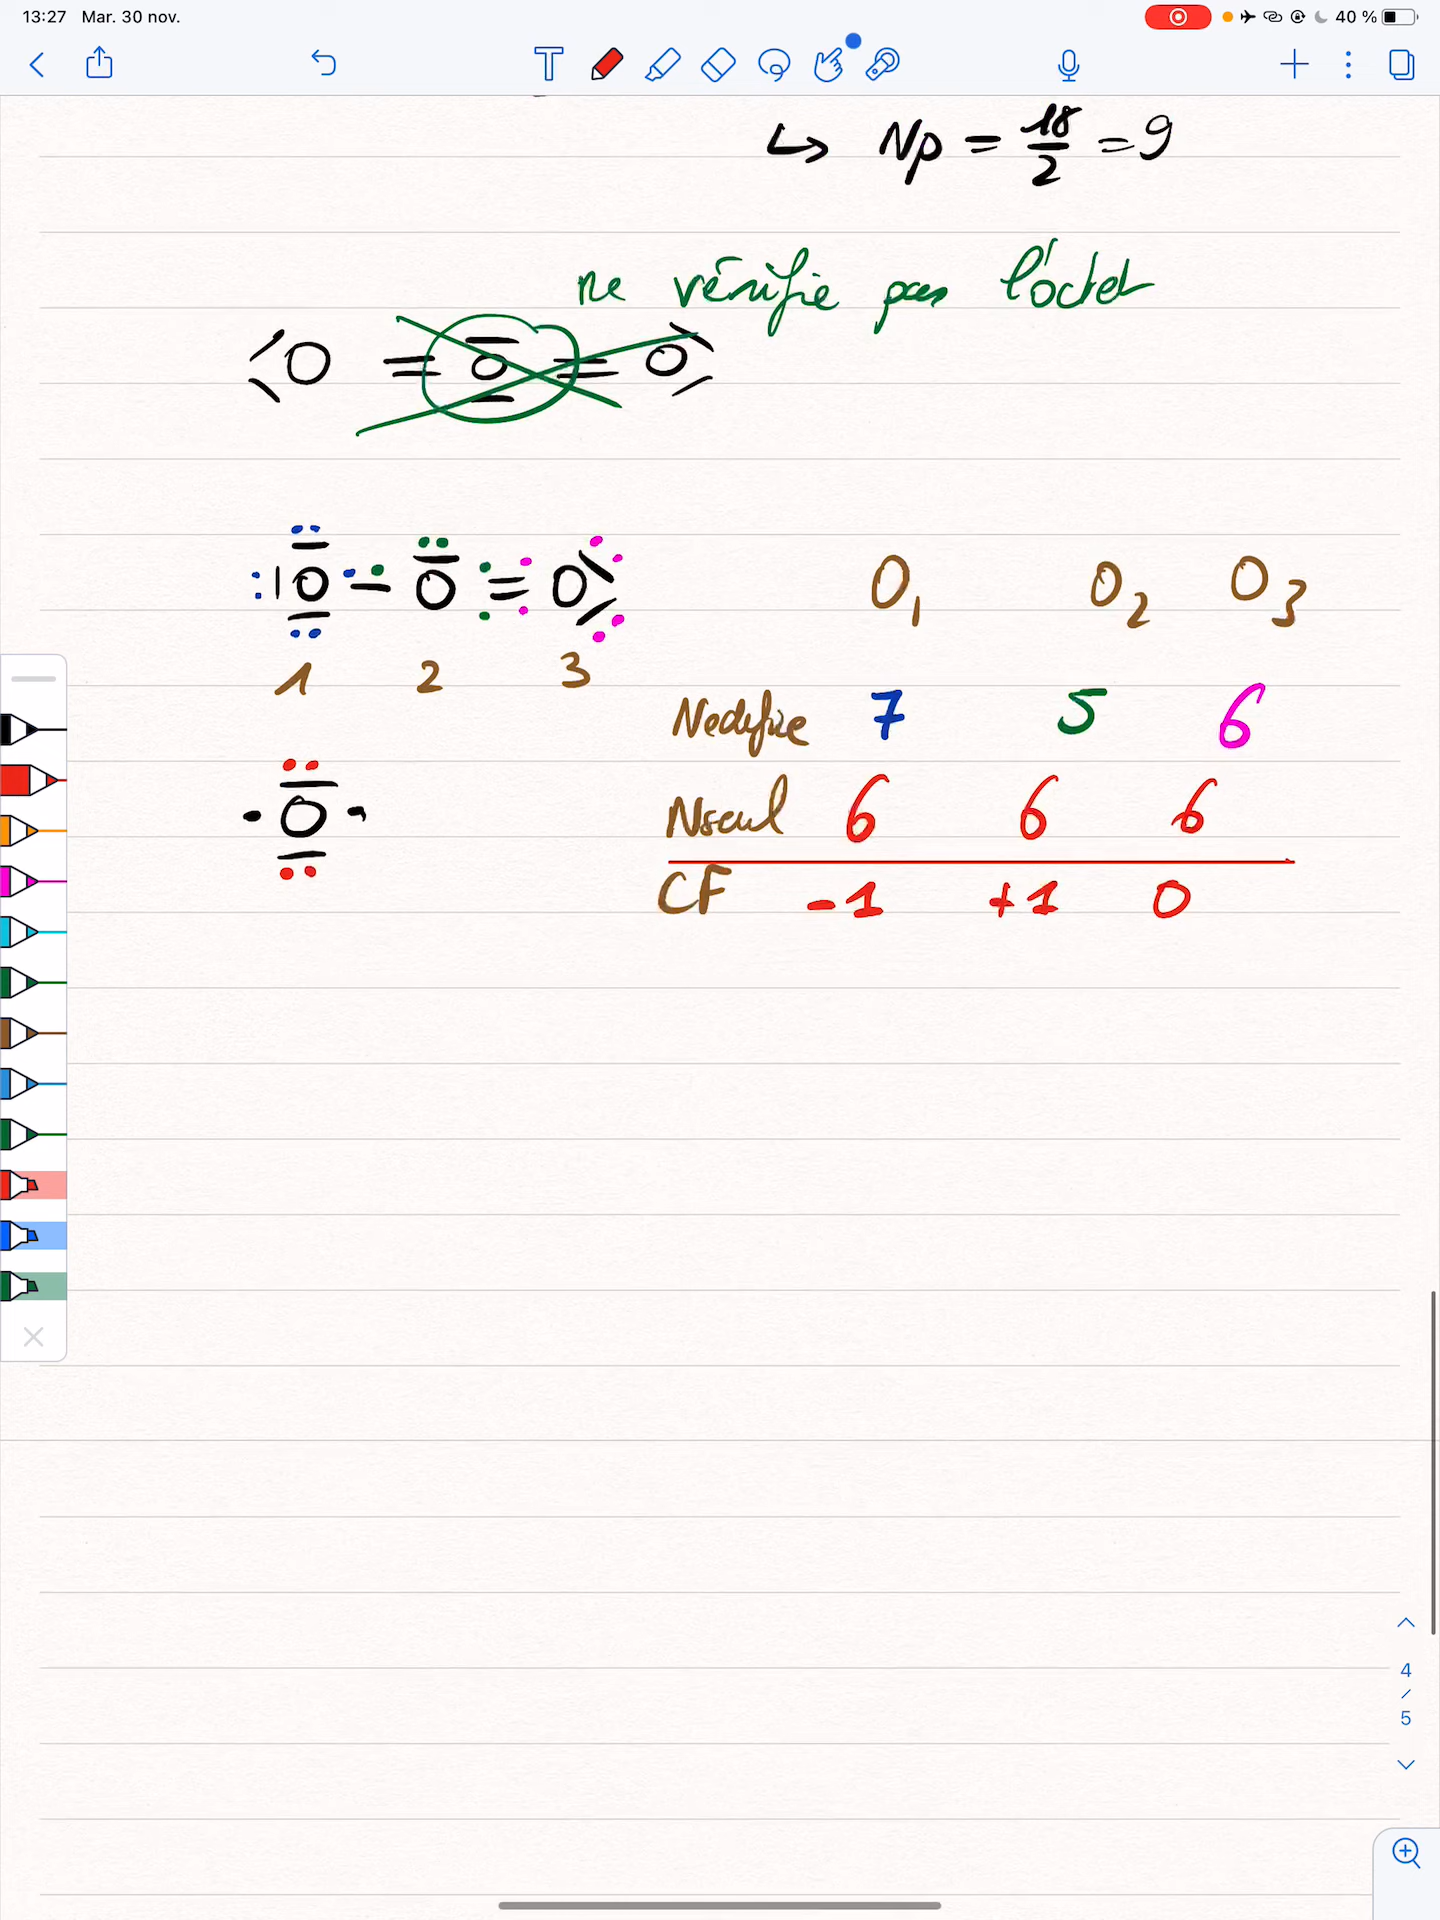 13:27 Mar. 30 nov. 40 %
↳ Np = 18/2 = 9
ne vérifie pas l'octet
O = O = O
|O - O = O
O1 O2 O3
1 2 3
Nedifice 7 5 6
O
Nseul 6 6 6
CF -1 +1 0
4
/
5